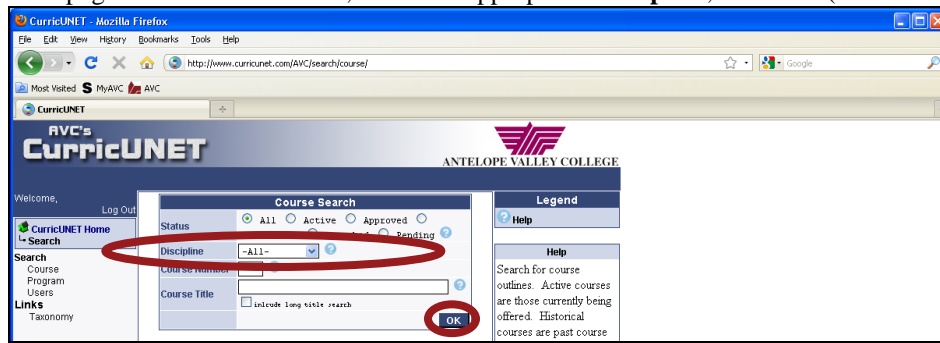 CurricUNET - Mozilla Firefox
File Edit View History Bookmarks Tools Help
http://www.curricunet.com/AVC/search/course/
Google
Most Visited S MyAVC AVC
CurricUNET
AVC's
CurricUNET
ANTELOPE VALLEY COLLEGE
Welcome,
Log Out
CurricUNET Home
Search
Search
Course
Program
Users
Links
Taxonomy
Course Search
Status
All Active Approved
Pending
Discipline
-All-
Course Number
Course Title
inlcude long title search
OK
Legend
Help
Help
Search for course
outlines. Active courses
are those currently being
offered. Historical
courses are past course